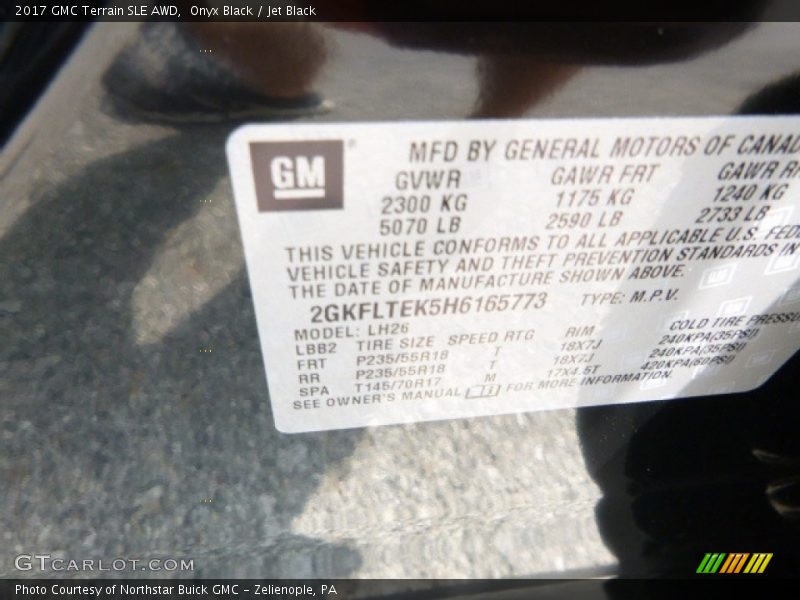 2017 GMC Terrain SLE AWD, Onyx Black / Jet Black
GM
MFD BY GENERAL MOTORS OF CANAD
GVWR GAWR FRT GAWR R
2300 KG 1175 KG 1240 KG
5070 LB 2590 LB 2733 LB
THIS VEHICLE CONFORMS TO ALL APPLICABLE U.S. FED
VEHICLE SAFETY AND THEFT PREVENTION STANDARDS IN
THE DATE OF MANUFACTURE SHOWN ABOVE.
2GKFLTEK5H6165773 TYPE: M.P.V.
MODEL: LH26
LBB2 TIRE SIZE SPEED RTG RIM COLD TIRE PRESSU
FRT P235/55R18 T 18X7J 240KPA(35PSI)
RR P235/55R18 T 18X7J 240KPA(35PSI)
SPA T145/70R17 M 17X4.5T 420KPA(60PSI)
SEE OWNER'S MANUAL FOR MORE INFORMATION.
GTCARLOT.COM
Photo Courtesy of Northstar Buick GMC - Zelienople, PA